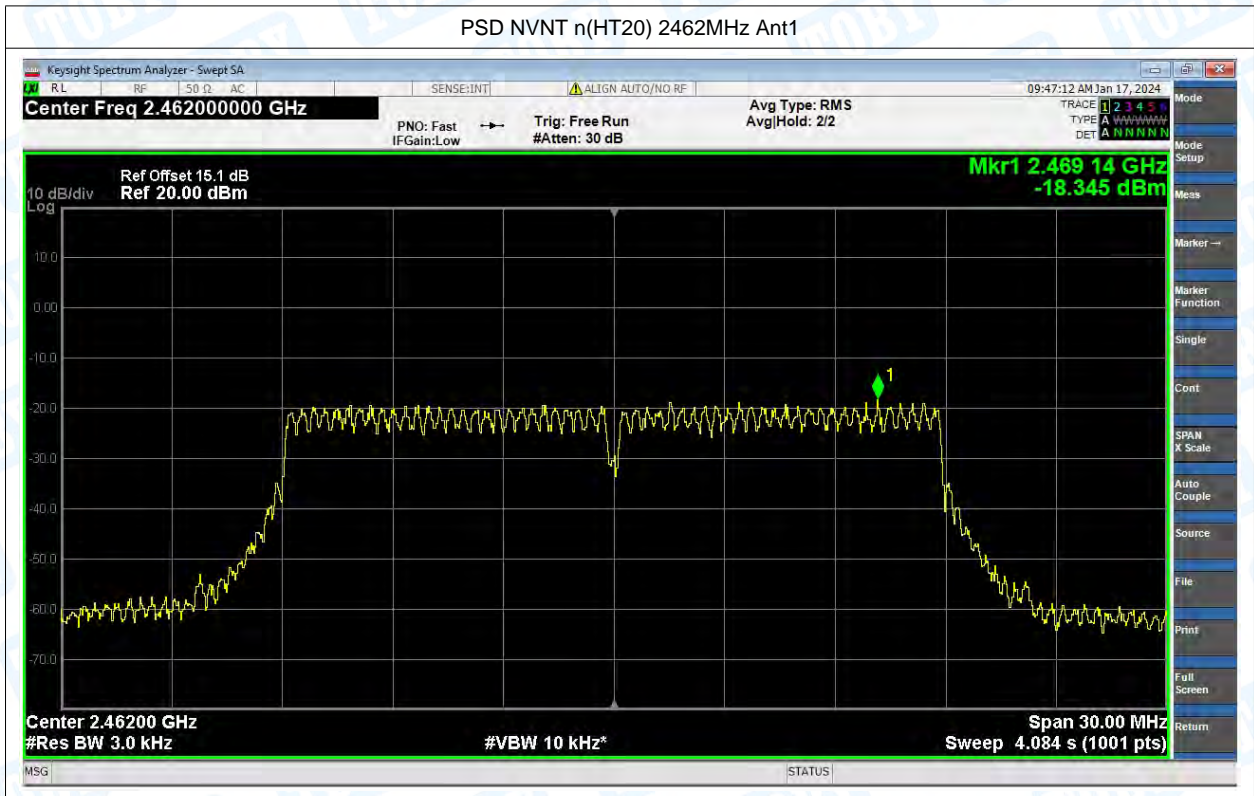 PSD NVNT n(HT20) 2462MHz Ant1
Keysight Spectrum Analyzer - Swept SA
RL RF 50 Ω AC SENSE:INT ALIGN AUTO/NO RF 09:47:12 AM Jan 17, 2024
Center Freq 2.462000000 GHz
PNO: Fast
IFGain:Low
Trig: Free Run
#Atten: 30 dB
Avg Type: RMS
Avg|Hold: 2/2
TRACE 1 2 3 4 5 6
TYPE A WWWWW
DET A N N N N N
Mkr1 2.469 14 GHz
-18.345 dBm
Ref Offset 15.1 dB
10 dB/div Ref 20.00 dBm
Log
10.0
0.00
-10.0
-20.0
-30.0
-40.0
-50.0
-60.0
-70.0
1
Center 2.46200 GHz
Span 30.00 MHz
#Res BW 3.0 kHz
#VBW 10 kHz*
Sweep 4.084 s (1001 pts)
MSG
STATUS
Mode
Mode
Setup
Meas
Marker→
Marker
Function
Single
Cont
SPAN
X Scale
Auto
Couple
Source
File
Print
Full
Screen
Return
TOBY